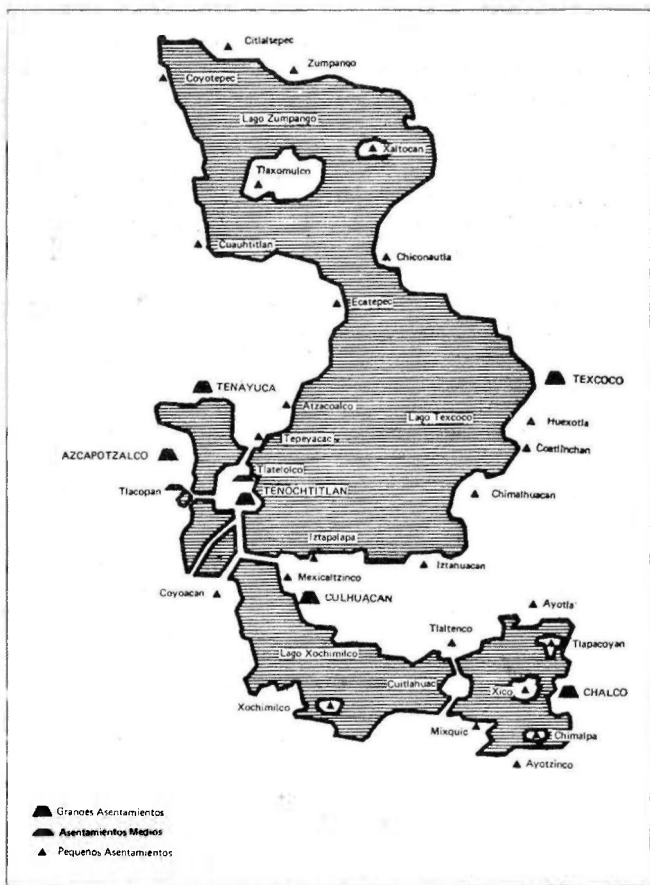 Citlaltepec
Zumpango
Coyotepec
Lago Zumpango
Xaltocan
Tlaxomulco
Cuauhtitlan
Chiconautla
Ecatepec
TENAYUCA
TEXCOCO
Atzacoalco
Lago Texcoco
Huexotla
Tepeyacac
Coatlinchan
AZCAPOTZALCO
Tlatelolco
Tlacopan
TENOCHTITLAN
Chimalhuacan
Iztapalapa
Iztahuacan
Mexicaltzinco
Coyoacan
CULHUACAN
Ayotla
Tlaltenco
Tlapacoyan
Lago Xochimilco
Cuitlahuac
Xico
CHALCO
Xochimilco
Mixquic
Chimalpa
Ayotzinco
Grandes Asentamientos
Asentamientos Medios
Pequenos Asentamientos